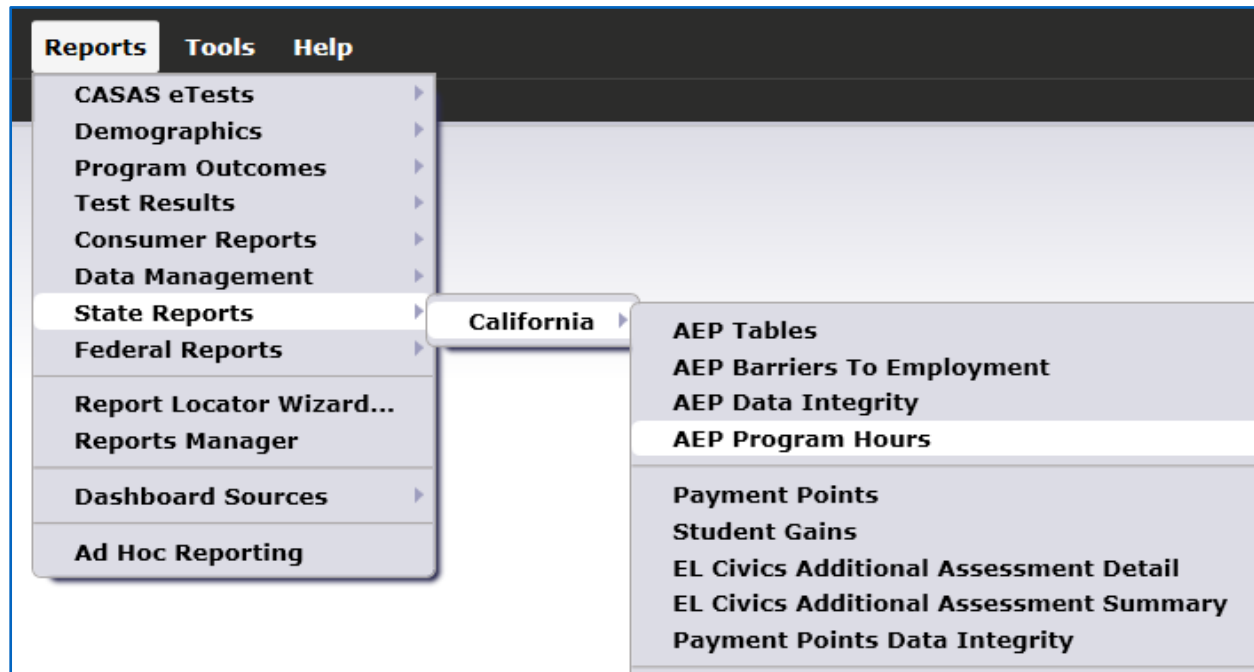 Reports Tools Help
CASAS eTests
Demographics
Program Outcomes
Test Results
Consumer Reports
Data Management
State Reports
Federal Reports
Report Locator Wizard...
Reports Manager
Dashboard Sources
Ad Hoc Reporting
California
AEP Tables
AEP Barriers To Employment
AEP Data Integrity
AEP Program Hours
Payment Points
Student Gains
EL Civics Additional Assessment Detail
EL Civics Additional Assessment Summary
Payment Points Data Integrity